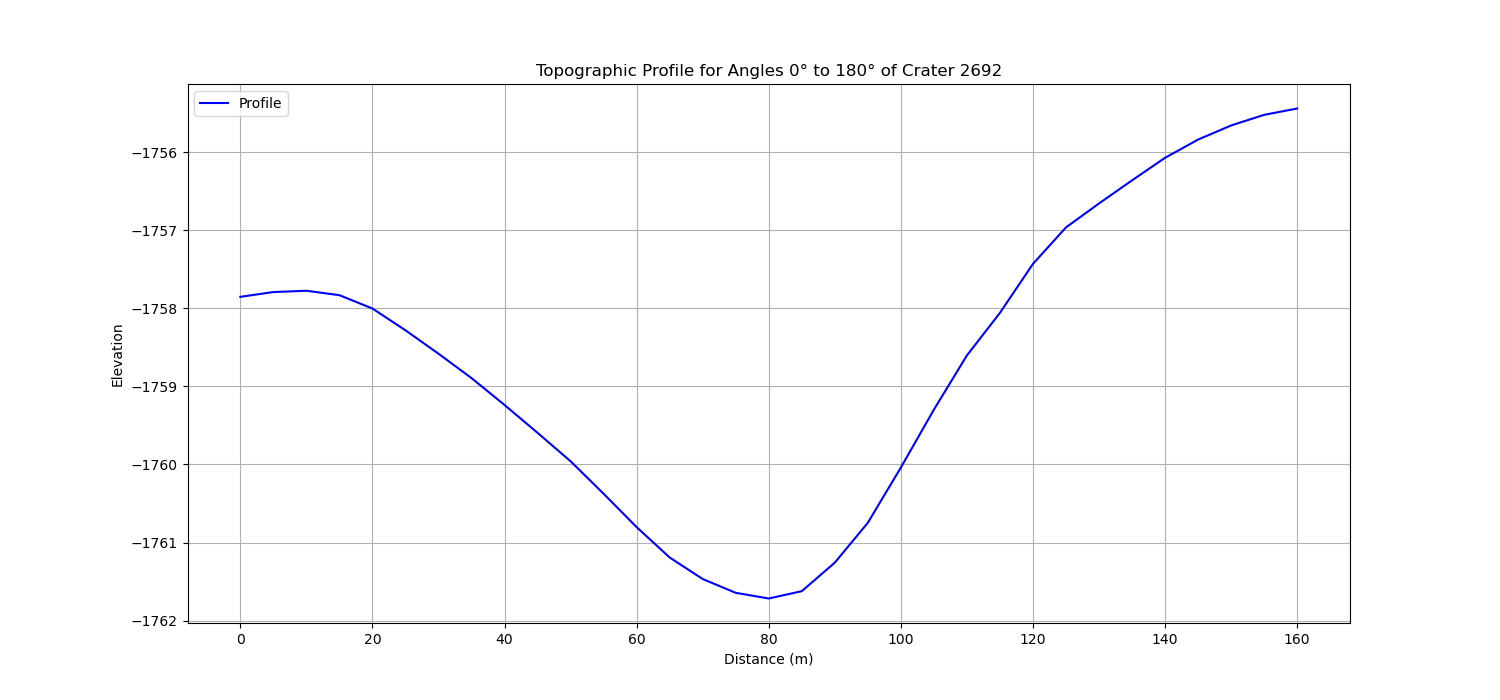 Topographic Profile for Angles 0° to 180° of Crater 2692
Profile
−1756
−1757
−1758
−1759
−1760
−1761
−1762
Elevation
0 20 40 60 80 100 120 140 160
Distance (m)